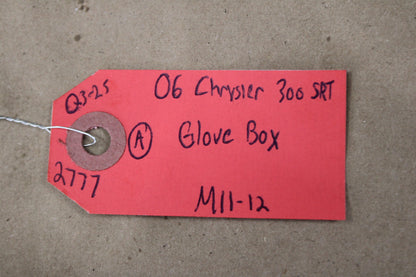 Q3-25
06 Chrysler 300 SRT
A
Glove Box
2777
M11-12